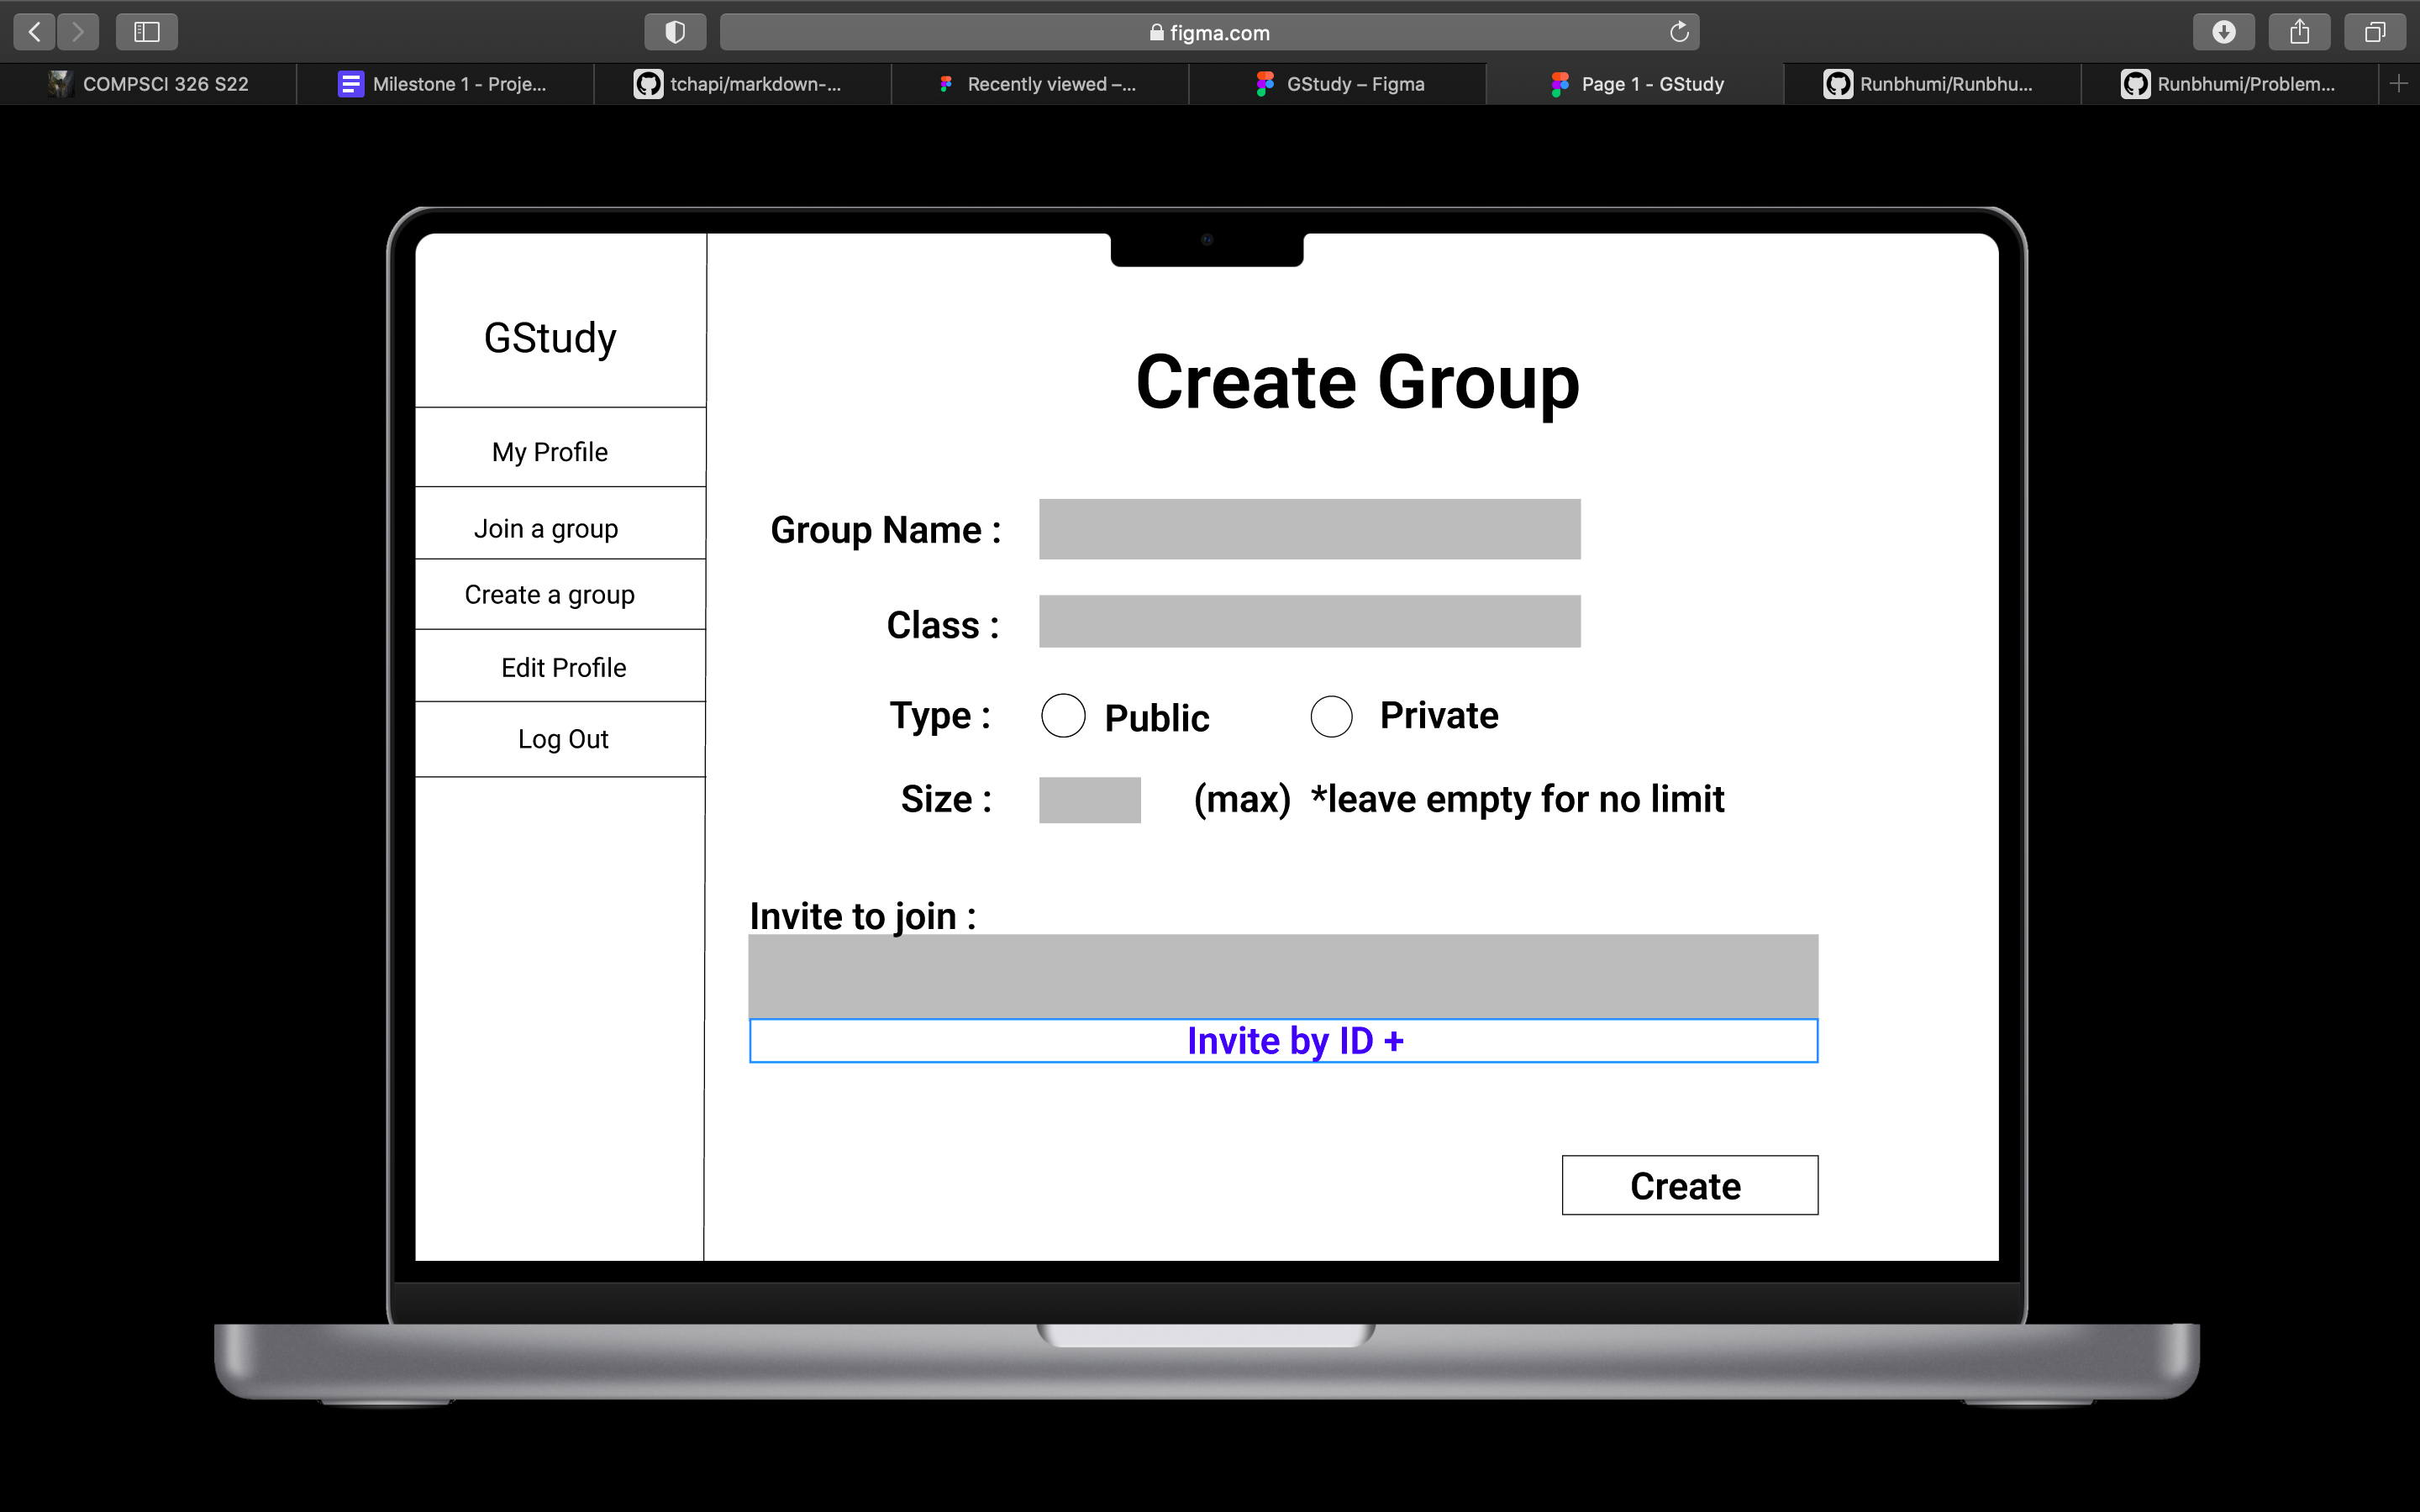 figma.com
COMPSCI 326 S22
Milestone 1 - Proje...
tchapi/markdown-...
Recently viewed –...
GStudy – Figma
Page 1 - GStudy
Runbhumi/Runbhu...
Runbhumi/Problem...
GStudy
My Profile
Join a group
Create a group
Edit Profile
Log Out
Create Group
Group Name :
Class :
Type : Public Private
Size : (max) *leave empty for no limit
Invite to join :
Invite by ID +
Create